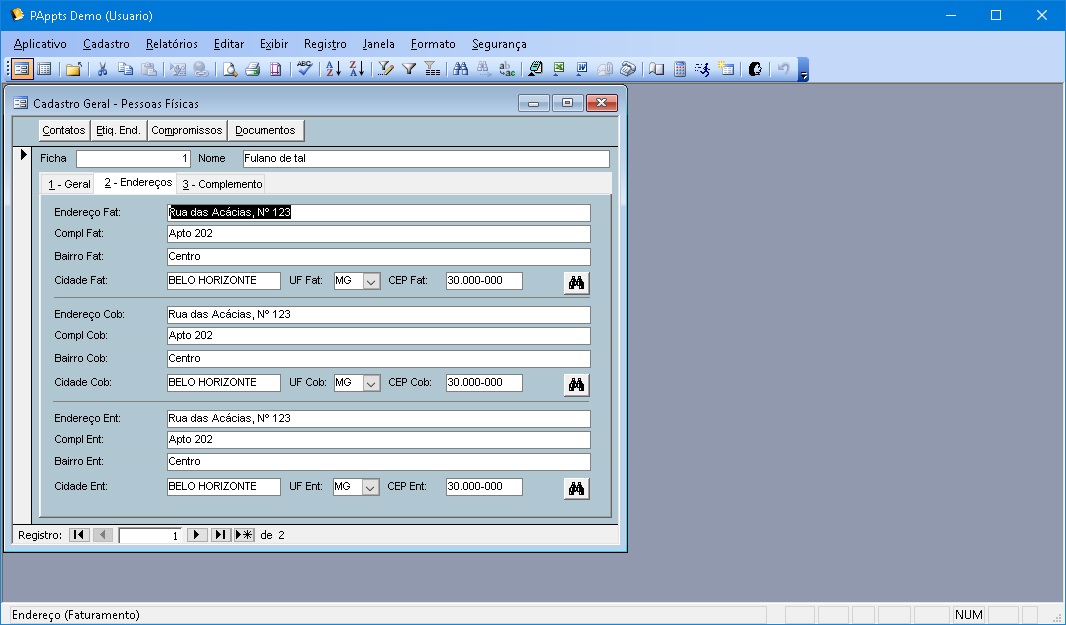 PAppts Demo (Usuario)
Aplicativo Cadastro Relatórios Editar Exibir Registro Janela Formato Segurança
Cadastro Geral - Pessoas Físicas
Contatos Etiq. End. Compromissos Documentos
Ficha 1 Nome Fulano de tal
1 - Geral 2 - Endereços 3 - Complemento
Endereço Fat: Rua das Acácias, Nº 123
Compl Fat: Apto 202
Bairro Fat: Centro
Cidade Fat: BELO HORIZONTE UF Fat: MG CEP Fat: 30.000-000
Endereço Cob: Rua das Acácias, Nº 123
Compl Cob: Apto 202
Bairro Cob: Centro
Cidade Cob: BELO HORIZONTE UF Cob: MG CEP Cob: 30.000-000
Endereço Ent: Rua das Acácias, Nº 123
Compl Ent: Apto 202
Bairro Ent: Centro
Cidade Ent: BELO HORIZONTE UF Ent: MG CEP Ent: 30.000-000
Registro: 1 de 2
Endereço (Faturamento) NUM